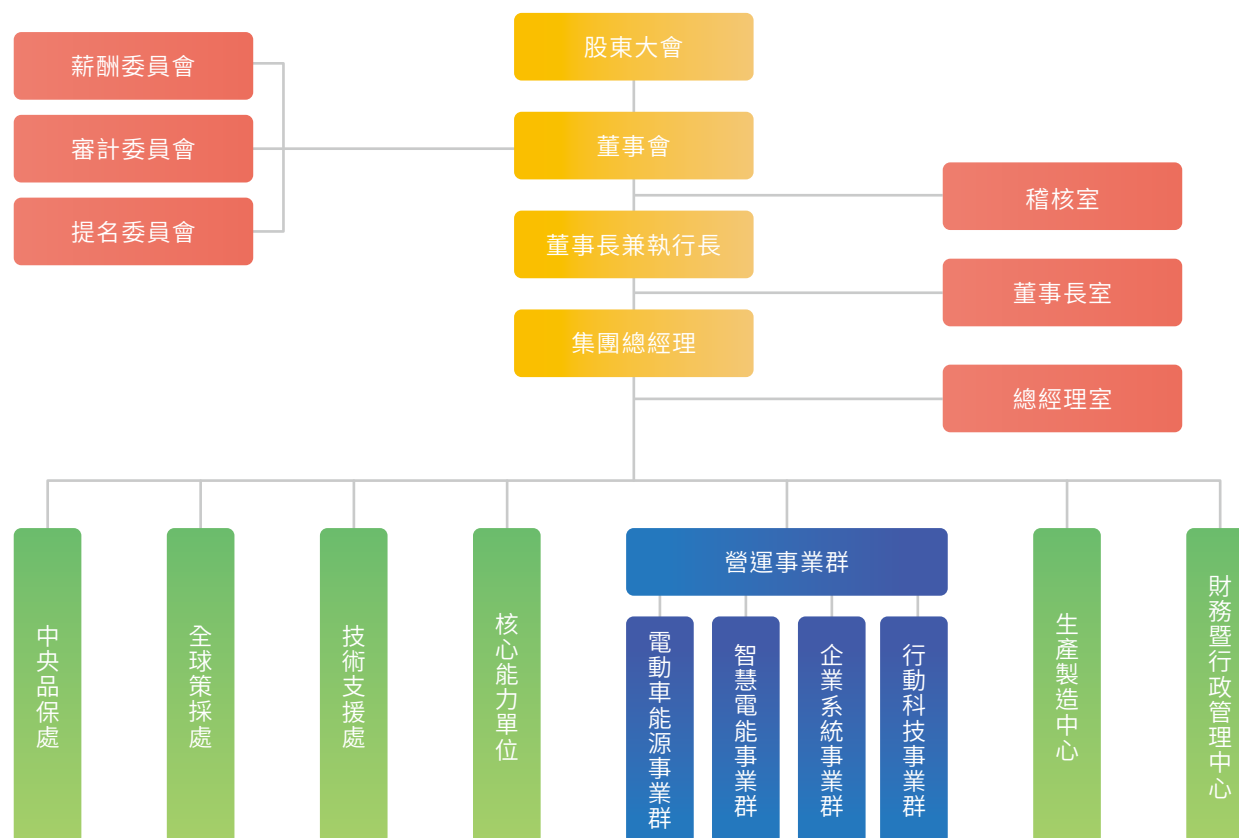 股東大會
薪酬委員會
審計委員會
提名委員會
董事會
稽核室
董事長兼執行長
董事長室
集團總經理
總經理室
中央品保處
全球策採處
技術支援處
核心能力單位
營運事業群
電動車能源事業群
智慧電能事業群
企業系統事業群
行動科技事業群
生產製造中心
財務暨行政管理中心